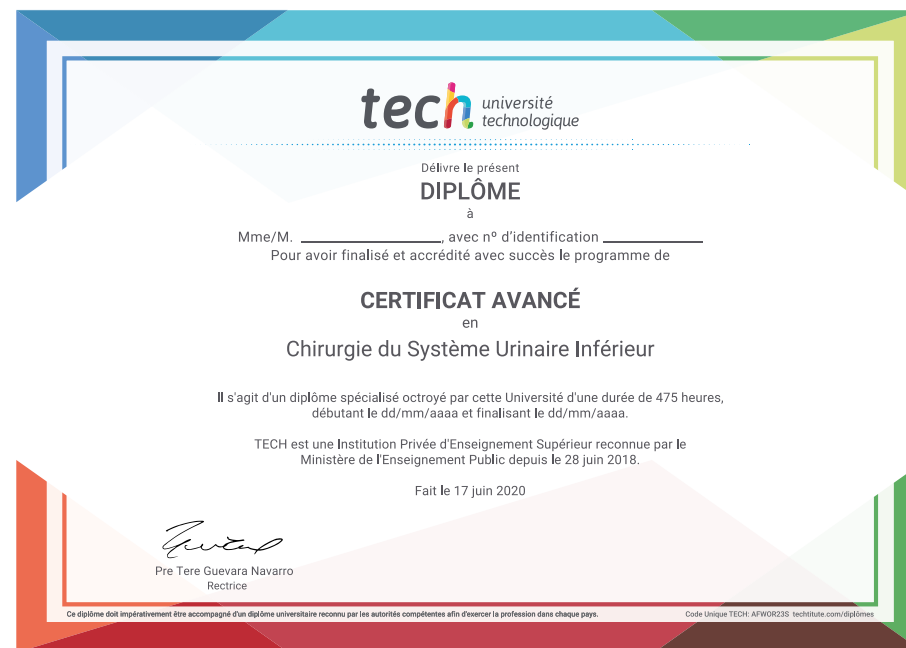 tech université
technologique
Délivre le présent
DIPLÔME
à
Mme/M. ____________________, avec nº d'identification ______________
Pour avoir finalisé et accrédité avec succès le programme de
CERTIFICAT AVANCÉ
en
Chirurgie du Système Urinaire Inférieur
Il s'agit d'un diplôme spécialisé octroyé par cette Université d'une durée de 475 heures,
débutant le dd/mm/aaaa et finalisant le dd/mm/aaaa.
TECH est une Institution Privée d'Enseignement Supérieur reconnue par le
Ministère de l'Enseignement Public depuis le 28 juin 2018.
Fait le 17 juin 2020
Pre Tere Guevara Navarro
Rectrice
Ce diplôme doit impérativement être accompagné d'un diplôme universitaire reconnu par les autorités compétentes afin d'exercer la profession dans chaque pays.
Code Unique TECH: AFWOR23S techtitute.com/diplômes